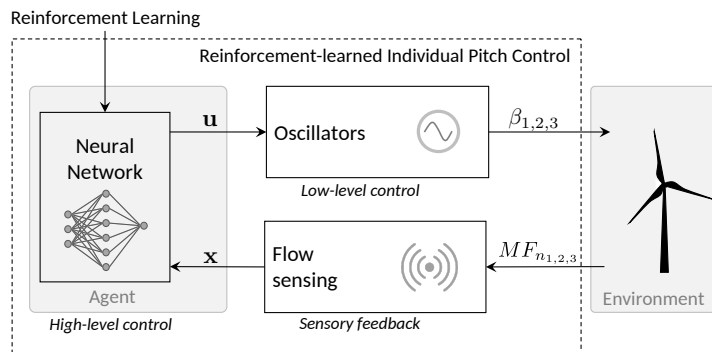 Reinforcement Learning
Reinforcement-learned Individual Pitch Control
Neural
Network
u
Oscillators
β1,2,3
Low-level control
x
Flow
sensing
MFn1,2,3
Agent
Environment
High-level control
Sensory feedback